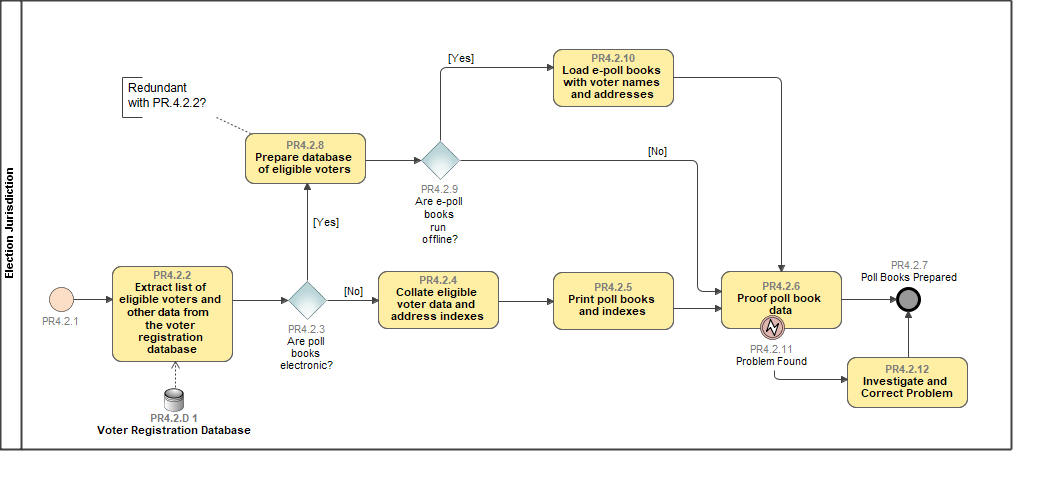 Election Jurisdiction
[Yes]
PR4.2.10
Load e-poll books
with voter names
and addresses
Redundant
with PR.4.2.2?
PR4.2.8
Prepare database
of eligible voters
[No]
PR4.2.9
Are e-poll
books
run
offline?
[Yes]
PR4.2.1
PR4.2.2
Extract list of
eligible voters and
other data from
the voter
registration
database
PR4.2.3
Are poll
books
electronic?
[No]
PR4.2.4
Collate eligible
voter data and
address indexes
PR4.2.5
Print poll books
and indexes
PR4.2.6
Proof poll book
data
PR4.2.7
Poll Books Prepared
PR4.2.11
Problem Found
PR4.2.12
Investigate and
Correct Problem
PR4.2.D 1
Voter Registration Database